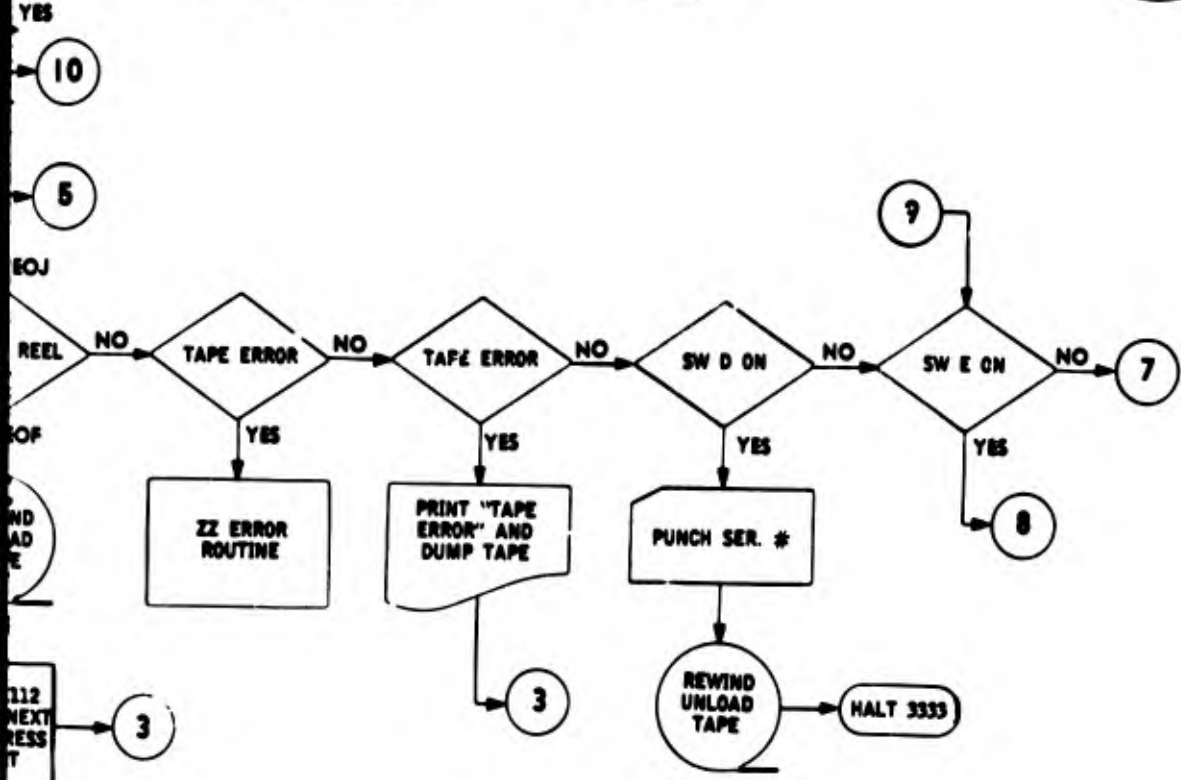 YES
10
5
9
EOJ
REEL
NO
TAPE ERROR
NO
TAPE ERROR
NO
SW D ON
NO
SW E ON
NO
7
YES
YES
YES
YES
8
ZZ ERROR
ROUTINE
PRINT "TAPE
ERROR" AND
DUMP TAPE
PUNCH SER. #
3
REWIND
UNLOAD
TAPE
HALT 3333
112
NEXT
3